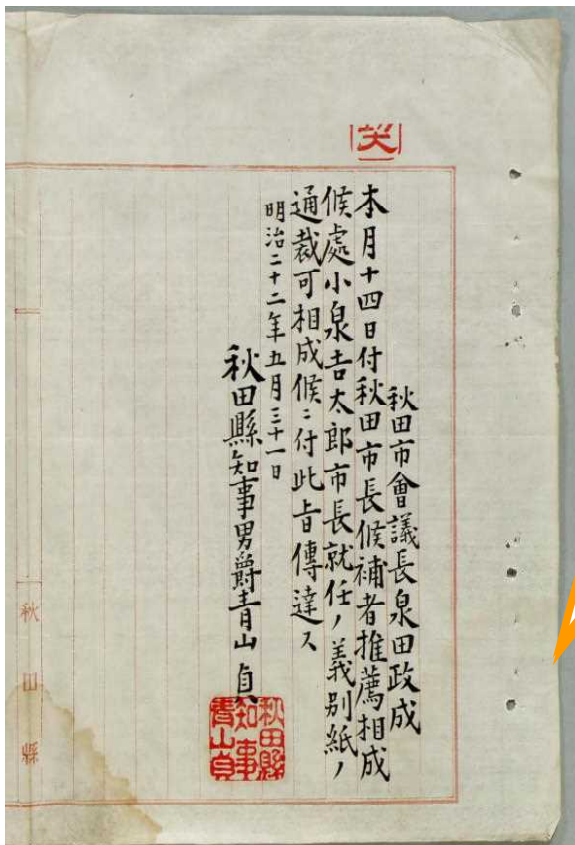 秋田市會議長泉田政成
本月十四日付秋田市長候補者推薦相成
候處小泉吉太郎市長就任ノ義別紙ノ
通裁可相成候ニ付此旨傳達ス
明治二十二年五月三十一日
秋田縣知事男爵青山貞
秋田縣
知事
青山貞
秋田縣